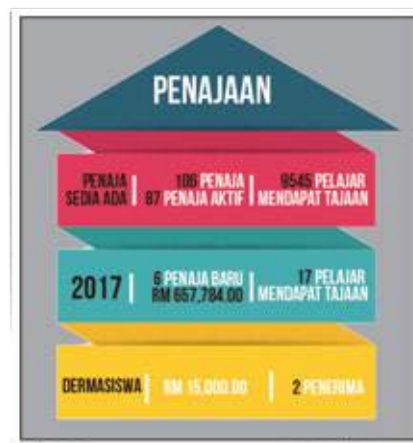 PENAJAAN
PENAJA
SEDIA ADA
106 PENAJA
87 PENAJA AKTIF
9545 PELAJAR
MENDAPAT TAJAAN
2017
6 PENAJA BARU
RM 657,784.00
17 PELAJAR
MENDAPAT TAJAAN
DERMASISWA
RM 15,000.00
2 PENERIMA